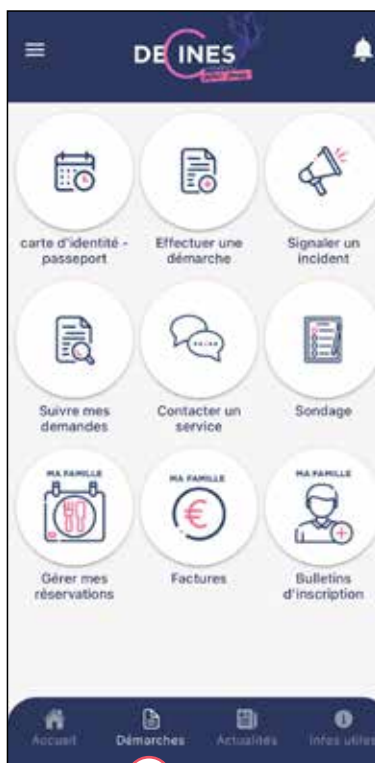 DECINES
carte d'identité -
passeport
Effectuer une
démarche
Signaler un
incident
Suivre mes
demandes
Contacter un
service
Sondage
MA FAMILLE
Gérer mes
réservations
MA FAMILLE
€
Factures
MA FAMILLE
Bulletins
d'inscription
Accueil
Démarches
Actualités
Infos utiles